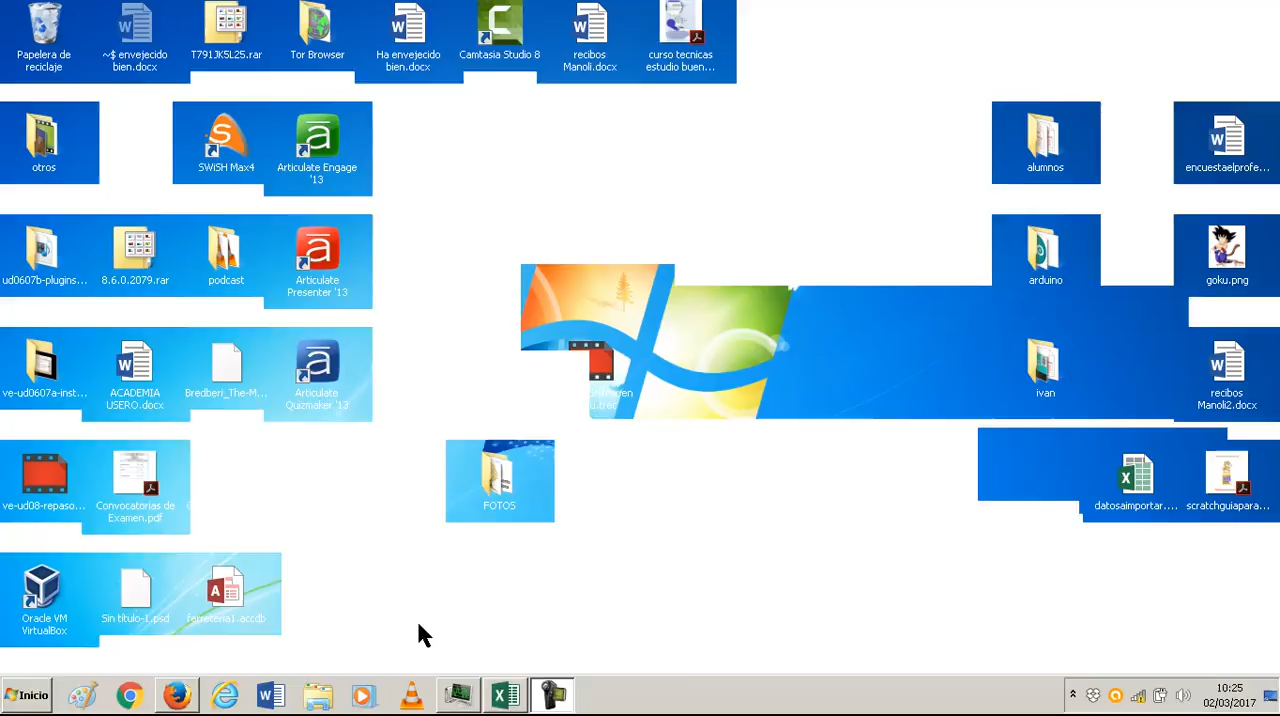 Papelera de
reciclaje
~$ envejecido
bien.docx
T791JK5L25.rar
Tor Browser
Ha envejecido
bien.docx
Camtasia Studio 8
recibos
Manoli.docx
curso tecnicas
estudio buen...
otros
SWiSH Max4
Articulate Engage
'13
alumnos
encuestaelprofe...
ud0607b-plugins...
8.6.0.2079.rar
podcast
Articulate
Presenter '13
arduino
goku.png
ve-ud0607a-inst...
ACADEMIA
USERO.docx
Bredberi_The-M...
Articulate
Quizmaker '13
ivan
recibos
Manoli2.docx
ve-ud08-repaso...
Convocatorias de
Examen.pdf
FOTOS
datosaimportar....
scratchguiapara...
Oracle VM
VirtualBox
Sin título-1.psd
ferreteria1.accdb
Inicio
10:25
02/03/2017